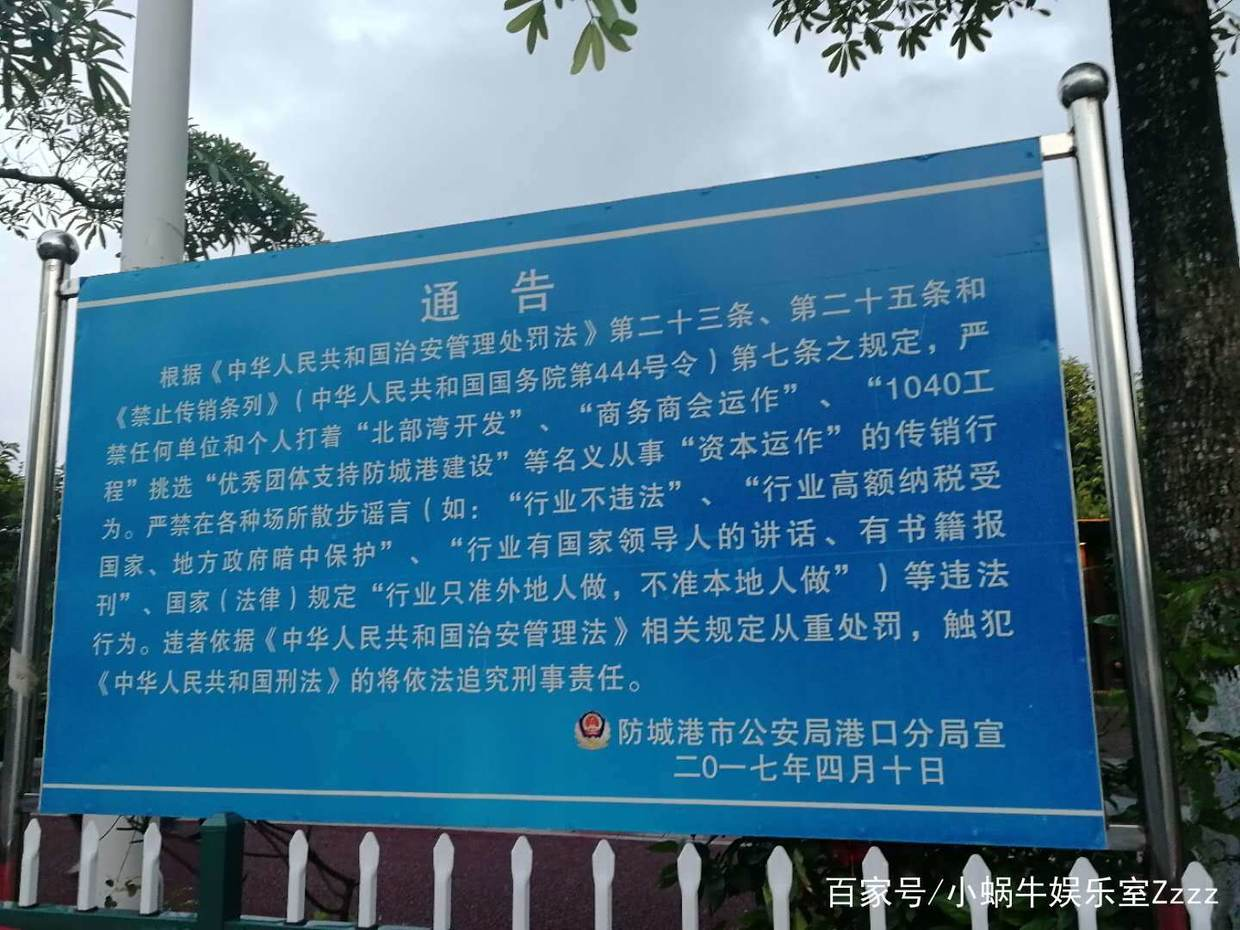 通告
根据《中华人民共和国治安管理处罚法》第二十三条、第二十五条和
《禁止传销条列》（中华人民共和国国务院第444号令）第七条之规定，严
禁任何单位和个人打着“北部湾开发”、“商务商会运作”、“1040工
程”挑选“优秀团体支持防城港建设”等名义从事“资本运作”的传销行
为。严禁在各种场所散步谣言（如：“行业不违法”、“行业高额纳税受
国家、地方政府暗中保护”、“行业有国家领导人的讲话、有书籍报
刊”、国家（法律）规定“行业只准外地人做，不准本地人做”）等违法
行为。违者依据《中华人民共和国治安管理法》相关规定从重处罚，触犯
《中华人民共和国刑法》的将依法追究刑事责任。
防城港市公安局港口分局宣
二0一七年四月十日
百家号/小蜗牛娱乐室Zzzz